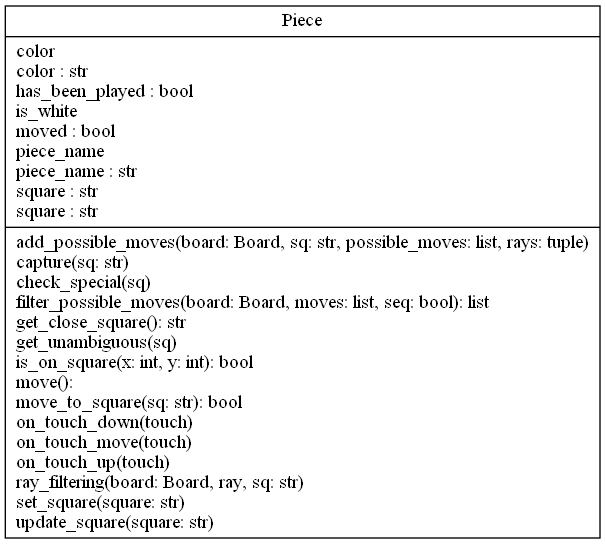 Piece
color
color : str
has_been_played : bool
is_white
moved : bool
piece_name
piece_name : str
square : str
square : str
add_possible_moves(board: Board, sq: str, possible_moves: list, rays: tuple)
capture(sq: str)
check_special(sq)
filter_possible_moves(board: Board, moves: list, seq: bool): list
get_close_square(): str
get_unambiguous(sq)
is_on_square(x: int, y: int): bool
move():
move_to_square(sq: str): bool
on_touch_down(touch)
on_touch_move(touch)
on_touch_up(touch)
ray_filtering(board: Board, ray, sq: str)
set_square(square: str)
update_square(square: str)